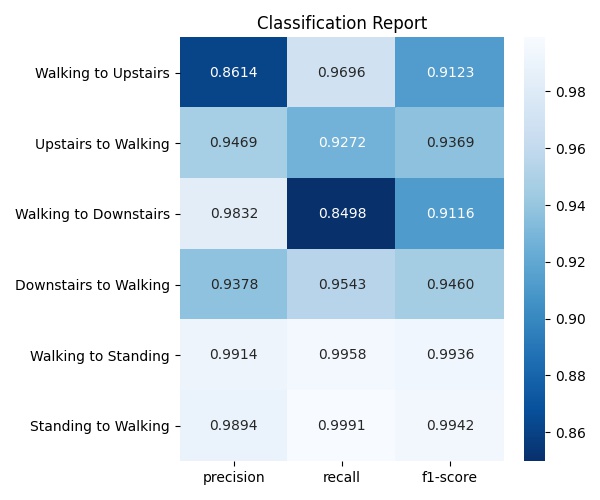 Classification Report
Walking to Upstairs 0.8614 0.9696 0.9123
Upstairs to Walking 0.9469 0.9272 0.9369
Walking to Downstairs 0.9832 0.8498 0.9116
Downstairs to Walking 0.9378 0.9543 0.9460
Walking to Standing 0.9914 0.9958 0.9936
Standing to Walking 0.9894 0.9991 0.9942
precision recall f1-score
0.98
0.96
0.94
0.92
0.90
0.88
0.86